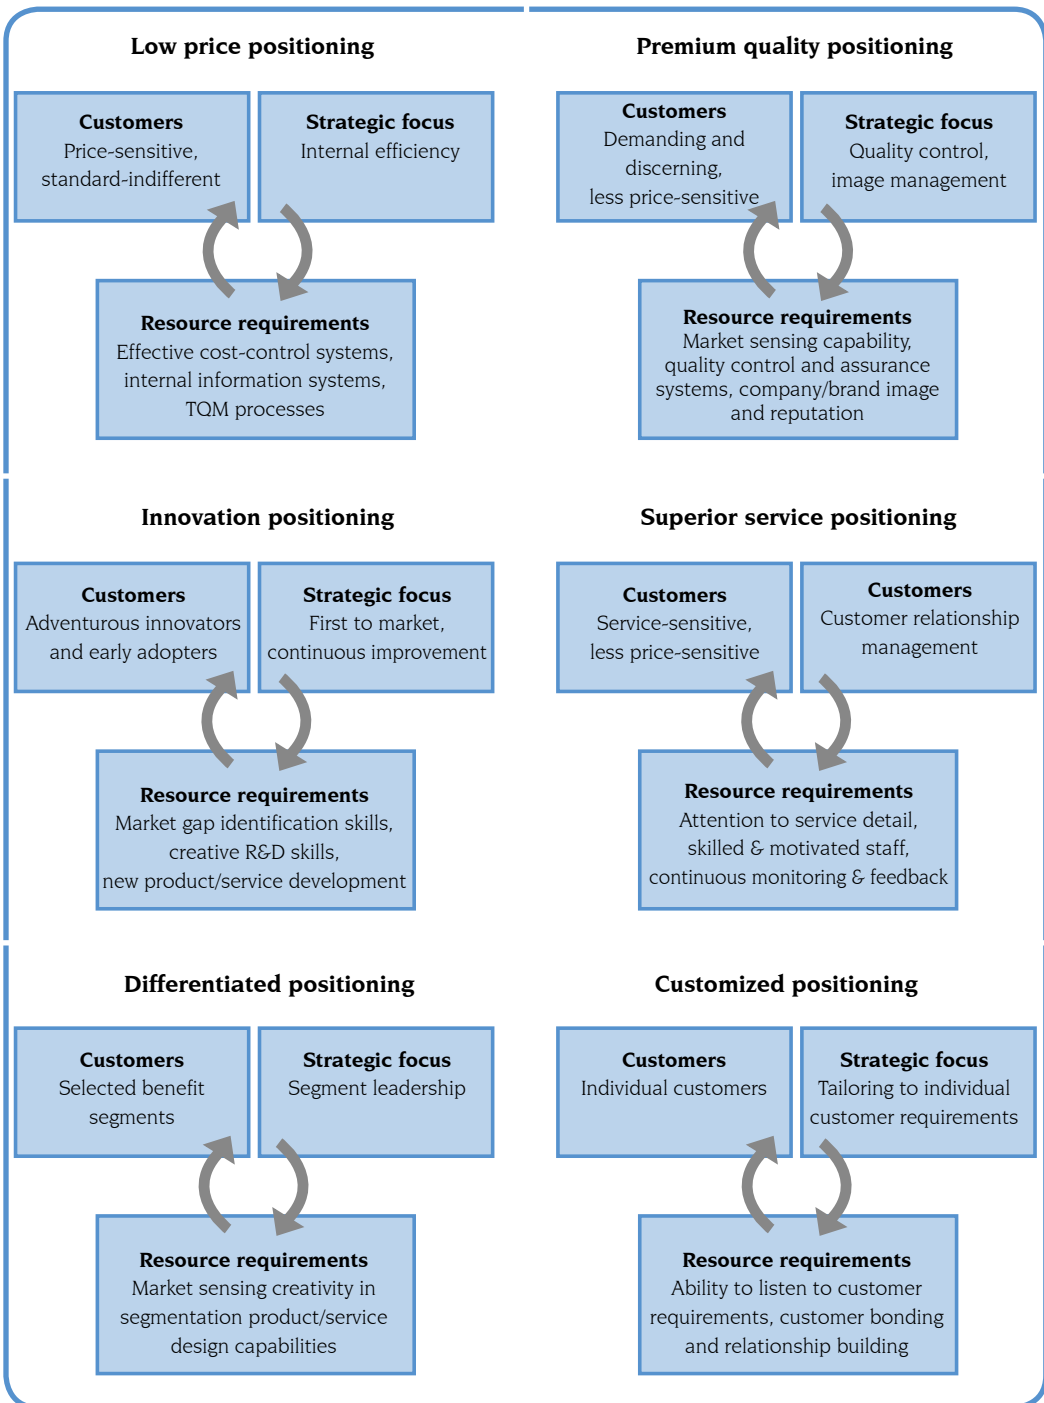 Low price positioning
Customers
Price-sensitive,
standard-indifferent
Strategic focus
Internal efficiency
Resource requirements
Effective cost-control systems,
internal information systems,
TQM processes
Premium quality positioning
Customers
Demanding and
discerning,
less price-sensitive
Strategic focus
Quality control,
image management
Resource requirements
Market sensing capability,
quality control and assurance
systems, company/brand image
and reputation
Innovation positioning
Customers
Adventurous innovators
and early adopters
Strategic focus
First to market,
continuous improvement
Resource requirements
Market gap identification skills,
creative R&D skills,
new product/service development
Superior service positioning
Customers
Service-sensitive,
less price-sensitive
Customers
Customer relationship
management
Resource requirements
Attention to service detail,
skilled & motivated staff,
continuous monitoring & feedback
Differentiated positioning
Customers
Selected benefit
segments
Strategic focus
Segment leadership
Resource requirements
Market sensing creativity in
segmentation product/service
design capabilities
Customized positioning
Customers
Individual customers
Strategic focus
Tailoring to individual
customer requirements
Resource requirements
Ability to listen to customer
requirements, customer bonding
and relationship building